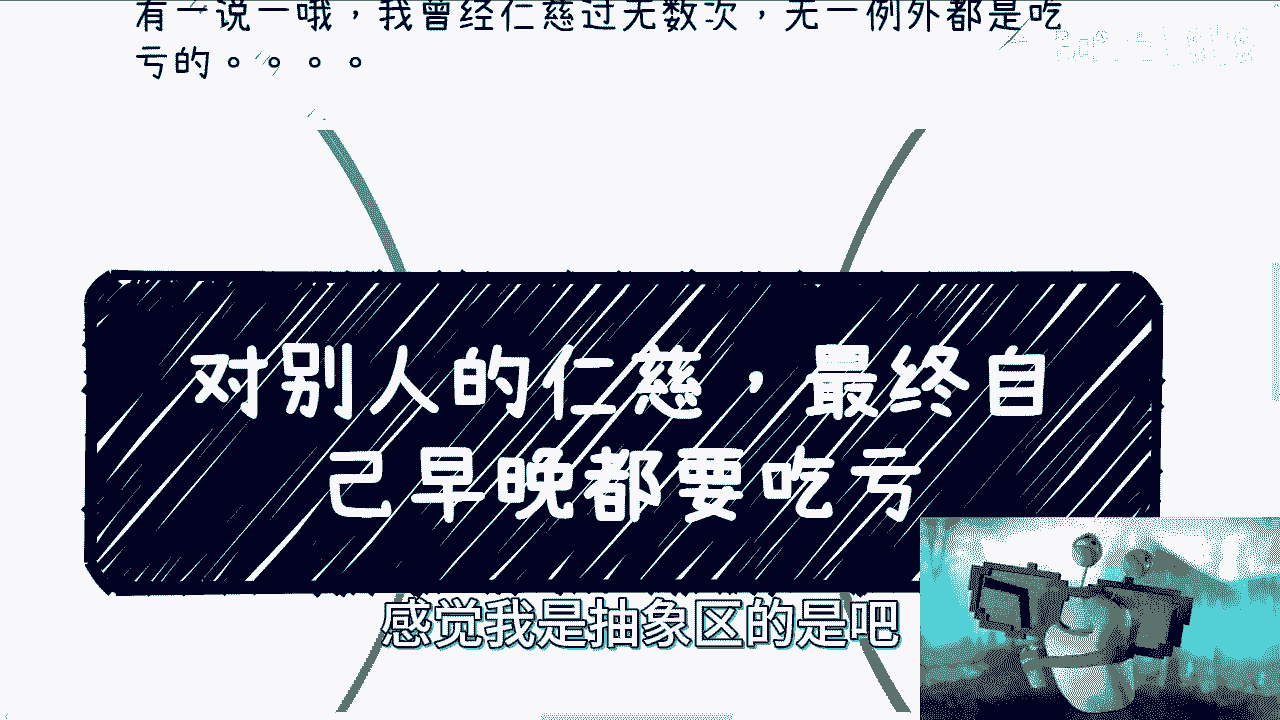 有一说一哦，我曾经仁慈过无数次，无一例外都是吃
亏的。。。。
对别人的仁慈，最终自
己早晚都要吃亏
感觉我是抽象区的是吧